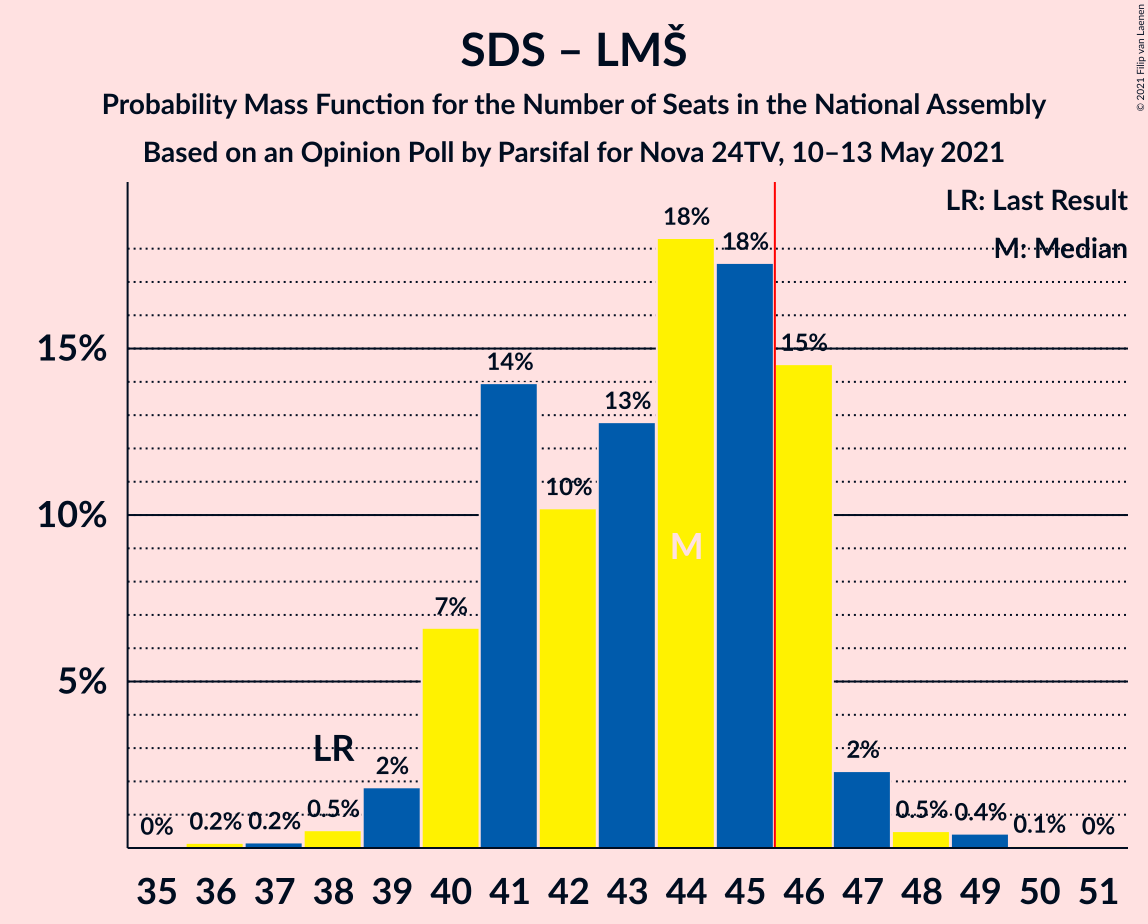 SDS – LMŠ
Probability Mass Function for the Number of Seats in the National Assembly
Based on an Opinion Poll by Parsifal for Nova 24TV, 10–13 May 2021
© 2021 Filip van Laenen
LR: Last Result
M: Median
15%
10%
5%
0%
0.2%
0.2%
0.5%
LR
2%
7%
14%
10%
13%
18%
M
18%
15%
2%
0.5%
0.4%
0.1%
0%
35 36 37 38 39 40 41 42 43 44 45 46 47 48 49 50 51